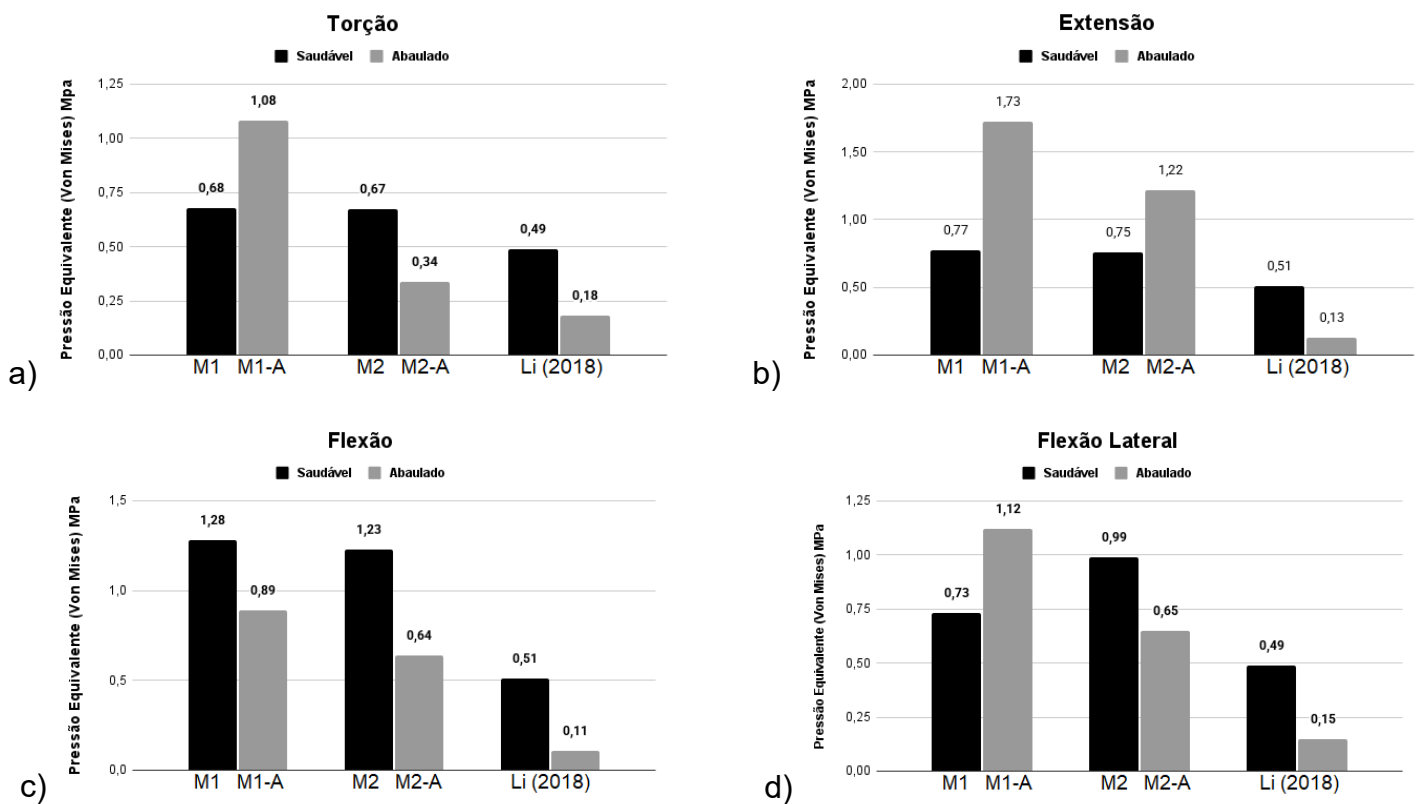 Torção
Saudável Abaulado
Pressão Equivalente (Von Mises) Mpa
1,25
1,00
0,75
0,50
0,25
0,00
0,68
1,08
0,67
0,34
0,49
0,18
M1 M1-A M2 M2-A Li (2018)
a)
Extensão
Saudável Abaulado
Pressão Equivalente (Von Mises) MPa
2,00
1,50
1,00
0,50
0,00
0,77
1,73
0,75
1,22
0,51
0,13
M1 M1-A M2 M2-A Li (2018)
b)
Flexão
Saudável Abaulado
Pressão Equivalente (Von Mises) MPa
1,5
1,0
0,5
0,0
1,28
0,89
1,23
0,64
0,51
0,11
M1 M1-A M2 M2-A Li (2018)
c)
Flexão Lateral
Saudável Abaulado
Pressão Equivalente (Von Mises) MPa
1,25
1,00
0,75
0,50
0,25
0,00
0,73
1,12
0,99
0,65
0,49
0,15
M1 M1-A M2 M2-A Li (2018)
d)